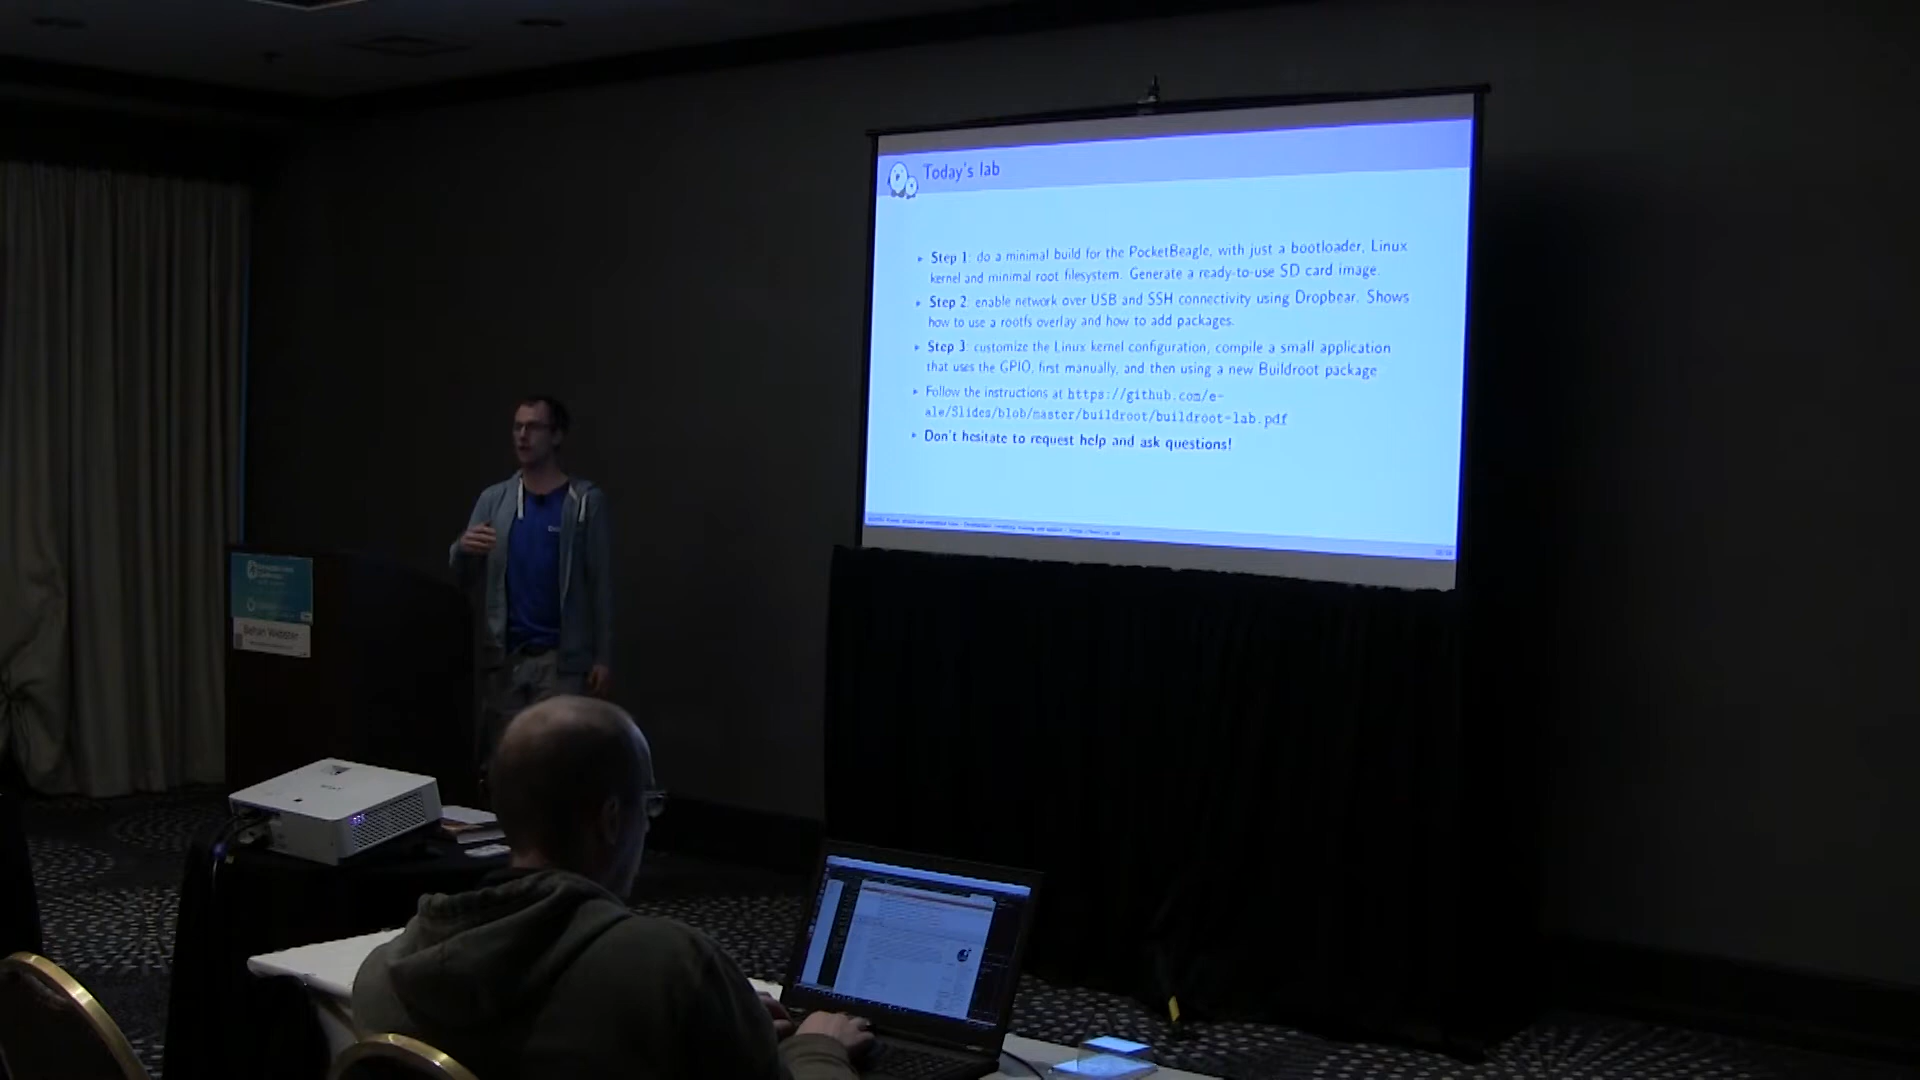 Today's lab
Step 1: do a minimal build for the PocketBeagle, with just a bootloader, Linux
kernel and minimal root filesystem. Generate a ready-to-use SD card image.
Step 2: enable network over USB and SSH connectivity using Dropbear. Shows
how to use a rootfs overlay and how to add packages.
Step 3: customize the Linux kernel configuration, compile a small application
that uses the GPIO, first manually, and then using a new Buildroot package
Follow the instructions at https://github.com/e-
ale/Slides/blob/master/buildroot/buildroot-lab.pdf
Don't hesitate to request help and ask questions!
Behan Webster